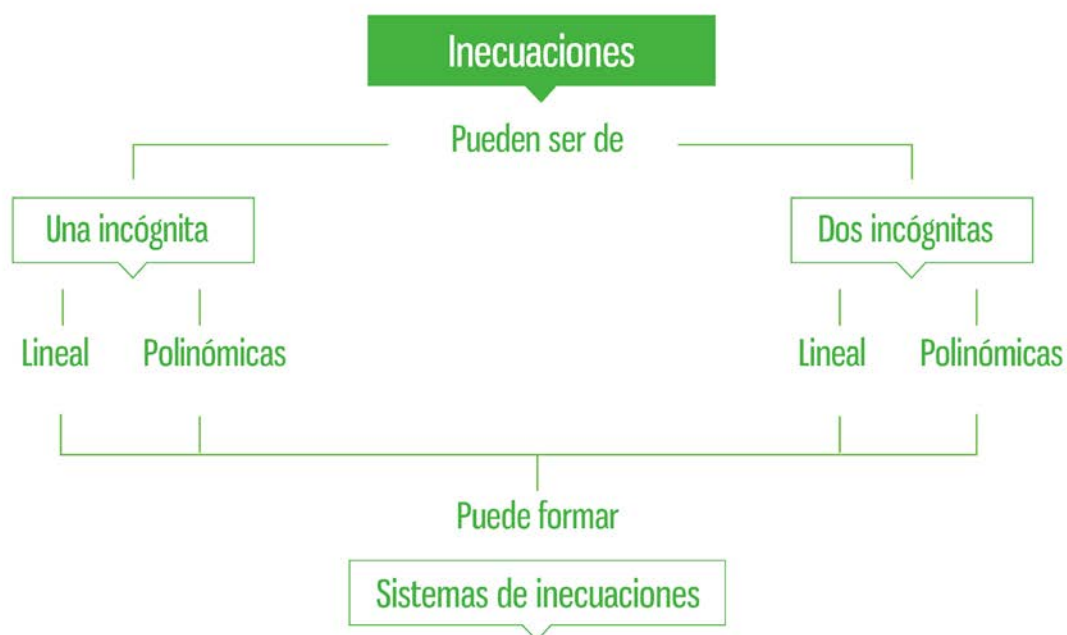 Inecuaciones
Pueden ser de
Una incógnita
Dos incógnitas
Lineal
Polinómicas
Lineal
Polinómicas
Puede formar
Sistemas de inecuaciones